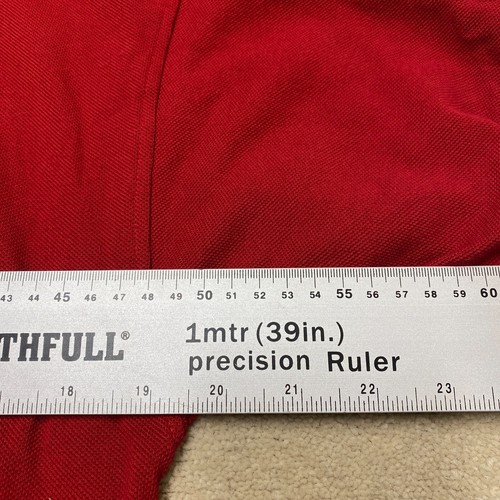 43 44 45 46 47 48 49 50 51 52 53 54 55 56 57 58 59 60
THFULL® 1mtr (39in.)
precision Ruler
18 19 20 21 22 23